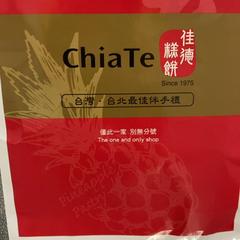 ChiaTe
佳德
糕餅
Since 1975
台灣・台北最佳伴手禮
僅此一家 別無分號
The one and only shop